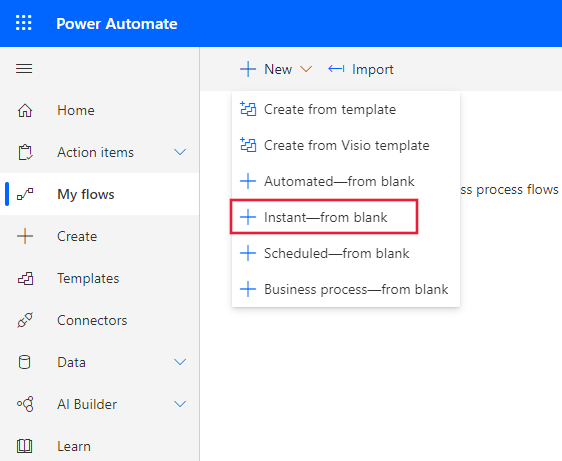 Power Automate
New
Import
Home
Action items
My flows
Create
Templates
Connectors
Data
AI Builder
Learn
Create from template
Create from Visio template
Automated—from blank
Instant—from blank
Scheduled—from blank
Business process—from blank
ss process flows